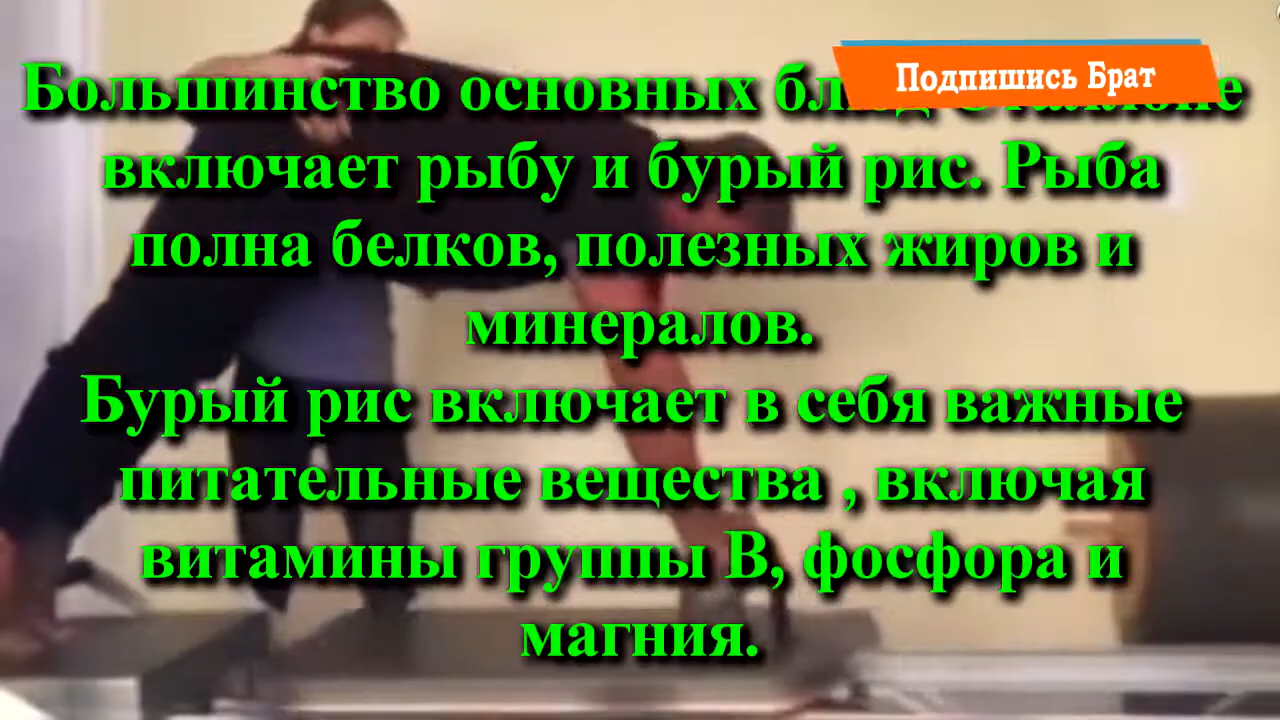 Подпишись Брат
Большинство основных
включает рыбу и бурый рис. Рыба
полна белков, полезных жиров и
минералов.
Бурый рис включает в себя важные
питательные вещества , включая
витамины группы В, фосфора и
магния.